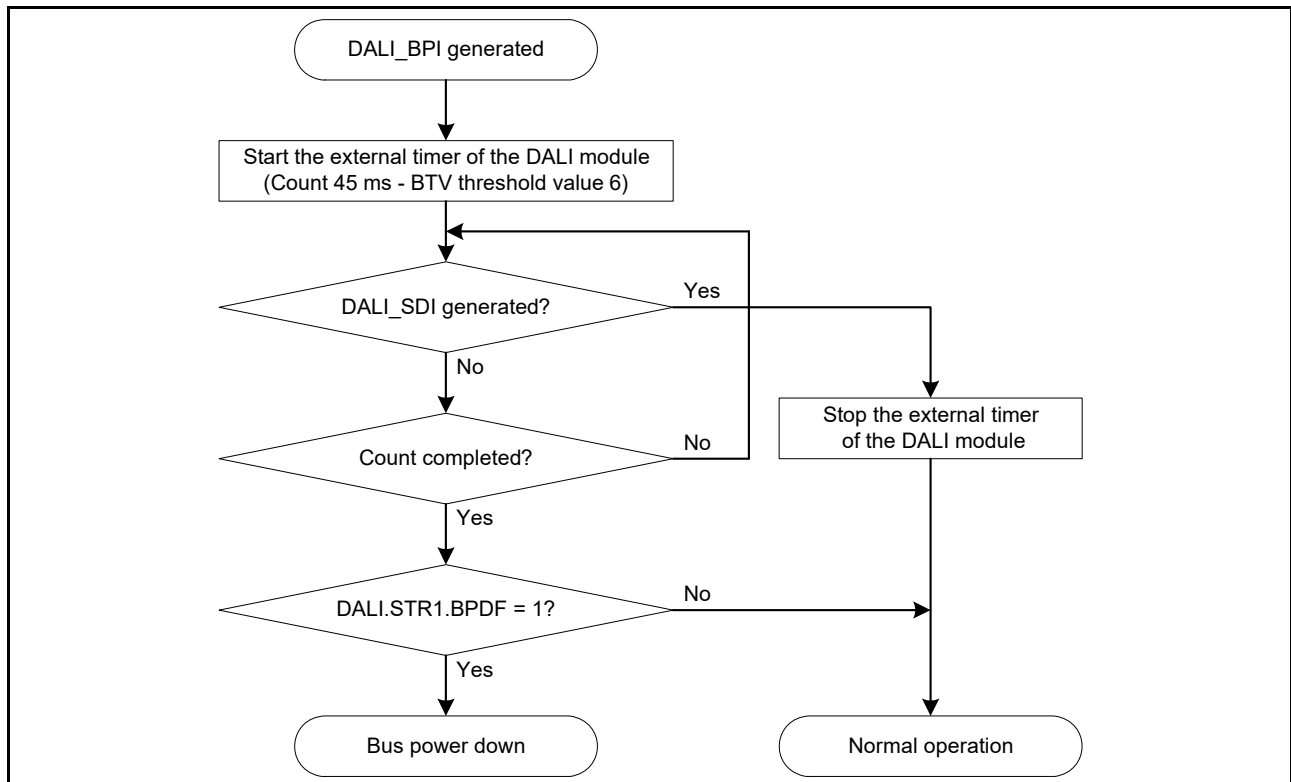 DALI_BPI generated
Start the external timer of the DALI module
(Count 45 ms - BTV threshold value 6)
DALI_SDI generated?
Yes
No
Stop the external timer
of the DALI module
Count completed?
No
Yes
DALI.STR1.BPDF = 1?
No
Yes
Bus power down
Normal operation